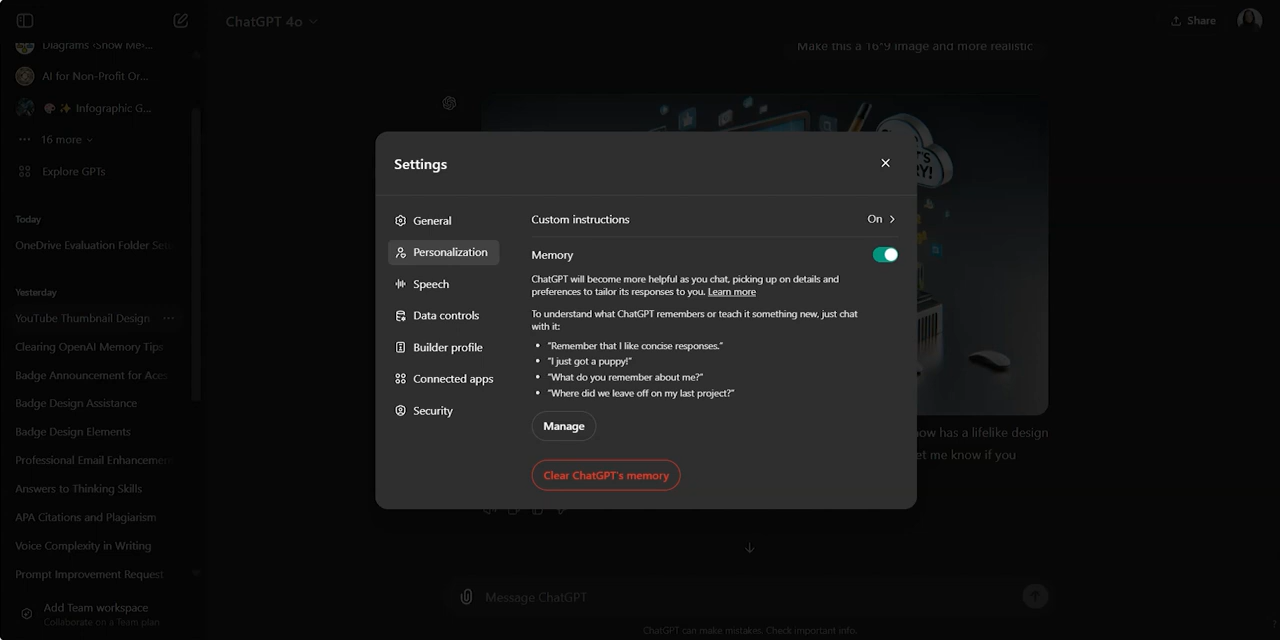 ChatGPT 4o
Share
Diagrams ‹Show Me›...
AI for Non-Profit Or...
Infographic G...
16 more
Explore GPTs
Today
OneDrive Evaluation Folder Setu
Yesterday
YouTube Thumbnail Design
Clearing OpenAI Memory Tips
Badge Announcement for Aces
Badge Design Assistance
Badge Design Elements
Professional Email Enhancement
Answers to Thinking Skills
APA Citations and Plagiarism
Voice Complexity in Writing
Prompt Improvement Request
Add Team workspace
Collaborate on a Team plan
Make this a 16*9 image and more realistic
Settings
General
Personalization
Speech
Data controls
Builder profile
Connected apps
Security
Custom instructions
On
Memory
ChatGPT will become more helpful as you chat, picking up on details and
preferences to tailor its responses to you. Learn more
To understand what ChatGPT remembers or teach it something new, just chat
with it:
• "Remember that I like concise responses."
• "I just got a puppy!"
• "What do you remember about me?"
• "Where did we leave off on my last project?"
Manage
Clear ChatGPT's memory
now has a lifelike design
let me know if you
Message ChatGPT
ChatGPT can make mistakes. Check important info.